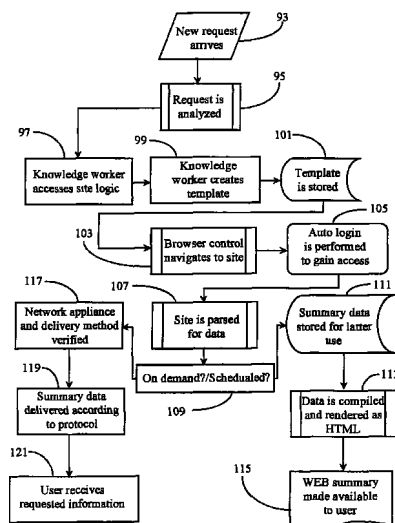 93
New request
arrives
95
Request is
analyzed
97
Knowledge worker
accesses site logic
99
Knowledge
worker creates
template
101
Template
is stored
103
Browser control
navigates to site
105
Auto login
is performed
to gain access
107
Site is parsed
for data
117
Network appliance
and delivery method
verified
111
Summary data
stored for latter
use
On demand?/Schedualed?
109
119
Summary data
delivered according
to protocol
113
Data is compiled
and rendered as
HTML
121
User receives
requested information
115
WEB summary
made available
to user